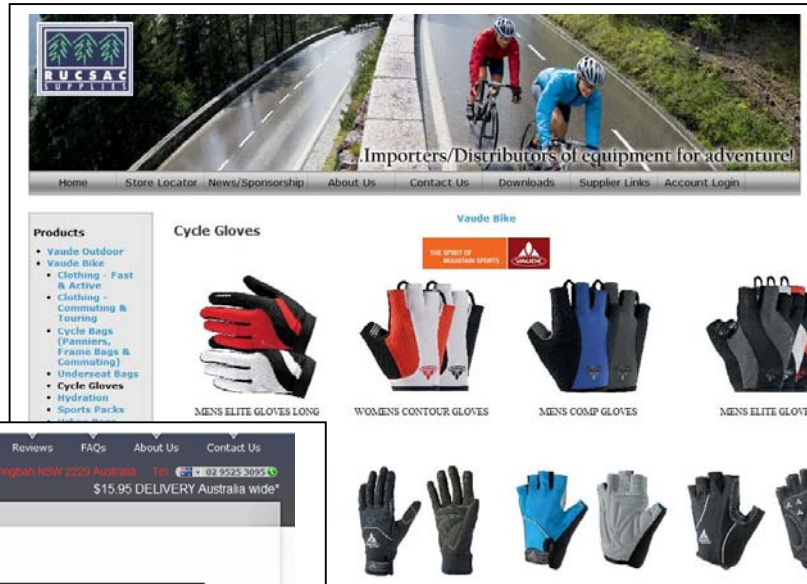 RUCSAC
SUPPLIES
...Importers/Distributors of equipment for adventure!
Home Store Locator News/Sponsorship About Us Contact Us Downloads Supplier Links Account Login
Products
• Vaude Outdoor
• Vaude Bike
• Clothing - Fast
& Active
• Clothing -
Commuting &
Touring
• Cycle Bags
(Panniers,
Frame Bags &
Commuting)
• Underseat Bags
• Cycle Gloves
• Hydration
• Sports Packs
Cycle Gloves
Vaude Bike
THE SPIRIT OF
MOUNTAIN SPORTS
VAUDE
MENS ELITE GLOVES LONG
WOMENS CONTOUR GLOVES
MENS COMP GLOVES
MENS ELITE GLOVE
Reviews FAQs About Us Contact Us
ringbah NSW 2229 Australia Tel: 02 9525 3095
$15.95 DELIVERY Australia wide*